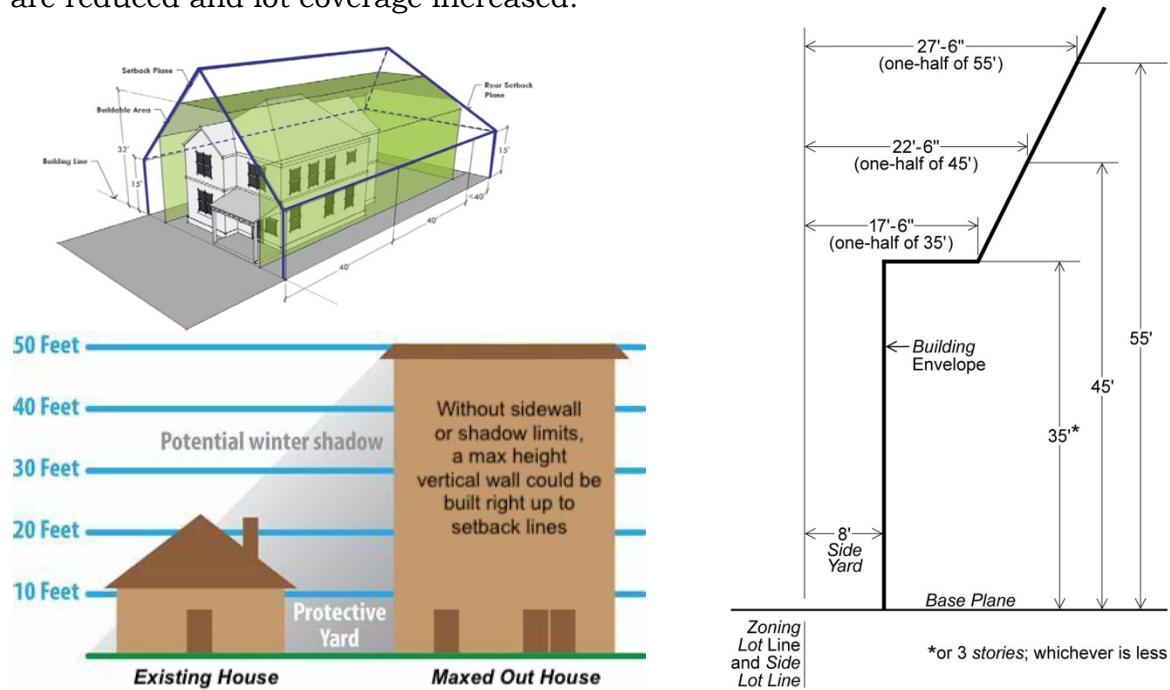 are reduced and lot coverage increased.
Setback Plane
Buildable Area
Building Line
Rear Setback
Plane
32'
15'
15'
<40'
40'
40'
50 Feet
40 Feet
30 Feet
20 Feet
10 Feet
Potential winter shadow
Without sidewall
or shadow limits,
a max height
vertical wall could be
built right up to
setback lines
Protective
Yard
Existing House
Maxed Out House
27'-6"
(one-half of 55')
22'-6"
(one-half of 45')
17'-6"
(one-half of 35')
Building
Envelope
55'
45'
35'*
8'
Side
Yard
Base Plane
Zoning
Lot Line
and Side
Lot Line
*or 3 stories; whichever is less